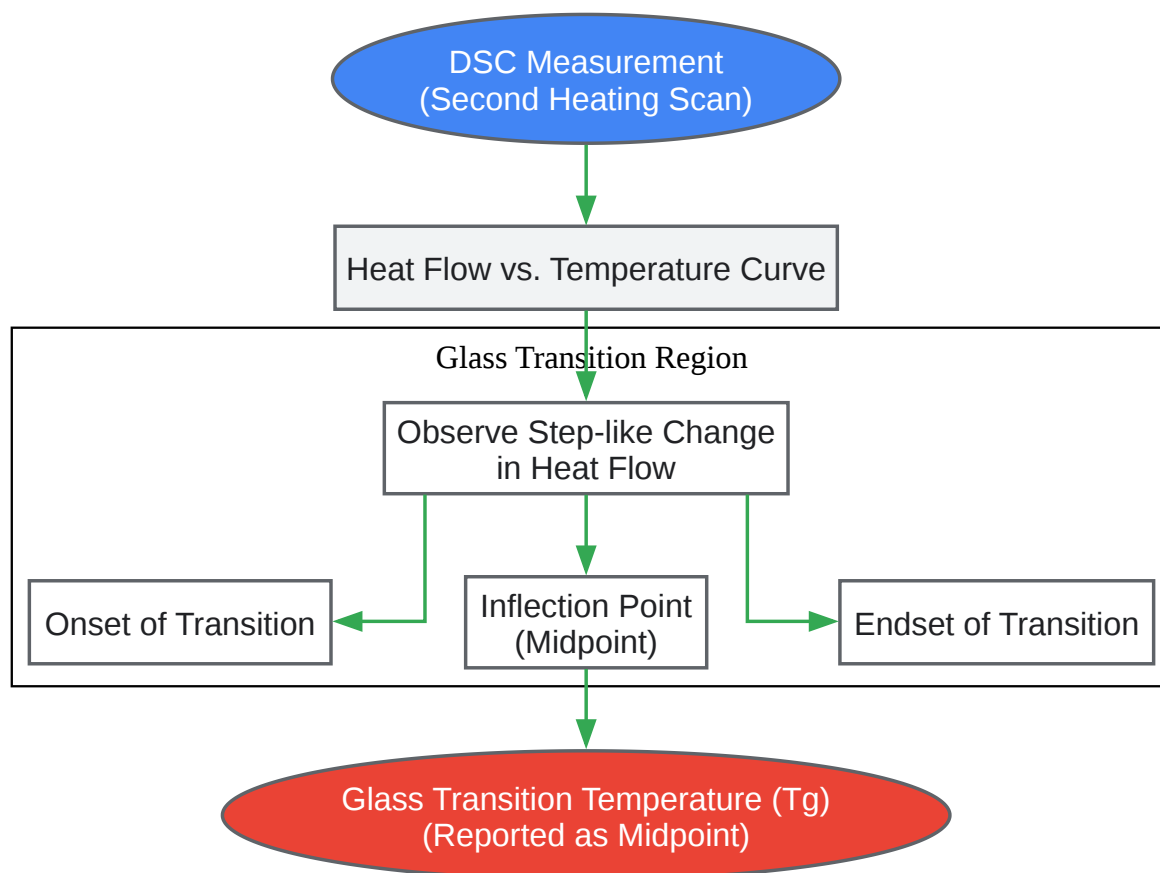 DSC Measurement
(Second Heating Scan)
Heat Flow vs. Temperature Curve
Glass Transition Region
Observe Step-like Change
in Heat Flow
Onset of Transition
Inflection Point
(Midpoint)
Endset of Transition
Glass Transition Temperature (Tg)
(Reported as Midpoint)